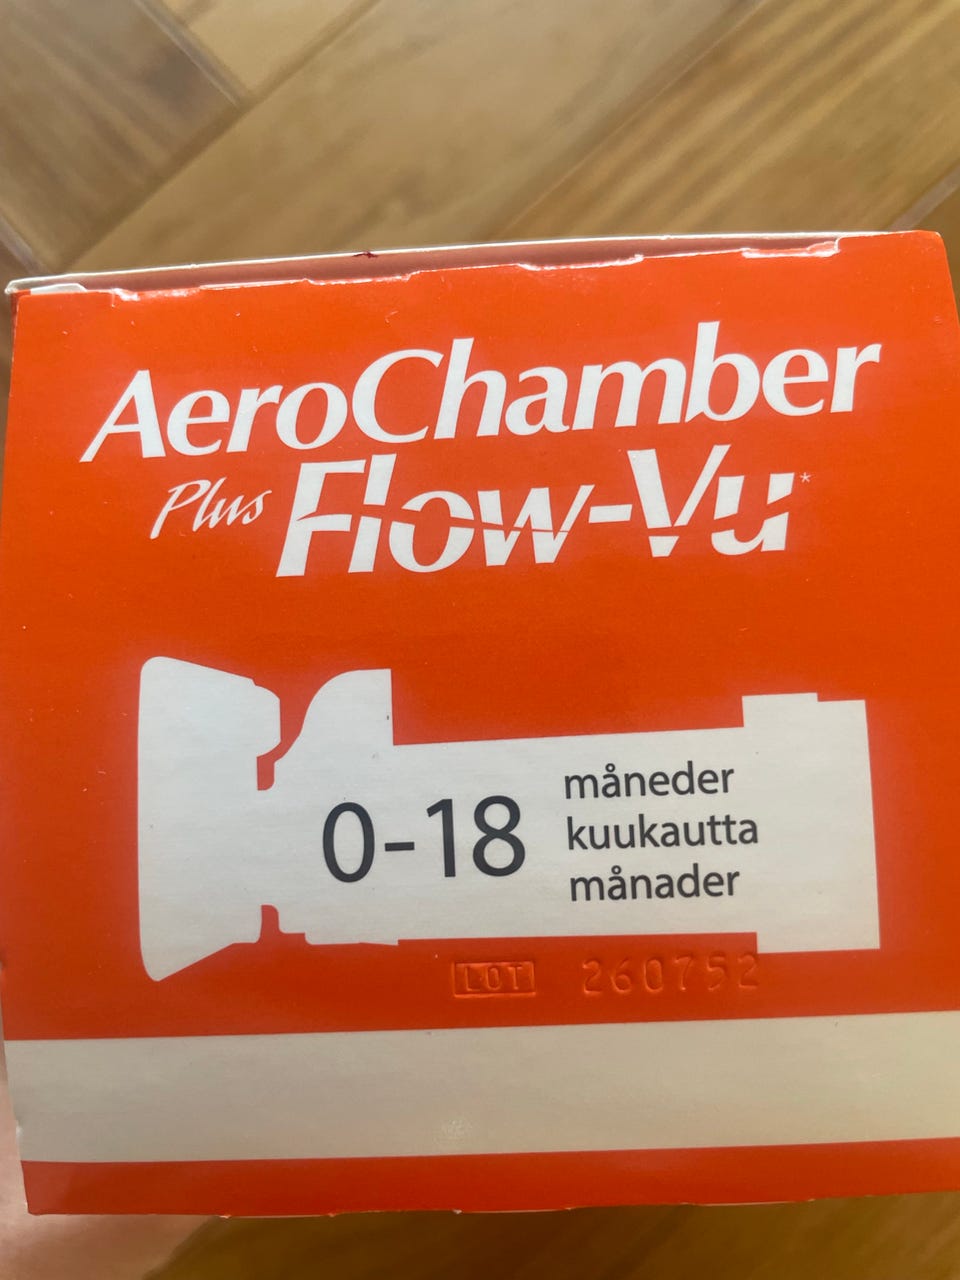 AeroChamber
Plus Flow-Vu*
0-18
måneder
kuukautta
månader
LOT 260752